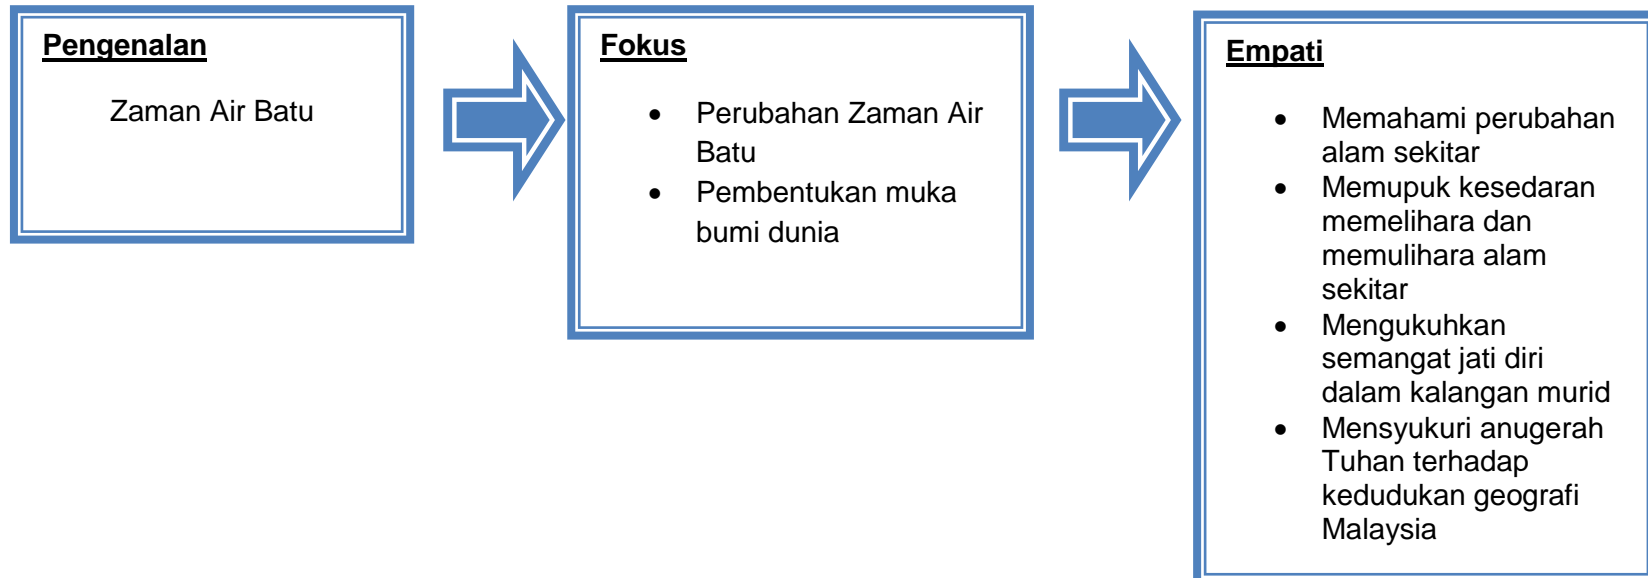 Pengenalan
Zaman Air Batu
Fokus
• Perubahan Zaman Air
Batu
• Pembentukan muka
bumi dunia
Empati
• Memahami perubahan
alam sekitar
• Memupuk kesedaran
memelihara dan
memulihara alam
sekitar
• Mengukuhkan
semangat jati diri
dalam kalangan murid
• Mensyukuri anugerah
Tuhan terhadap
kedudukan geografi
Malaysia